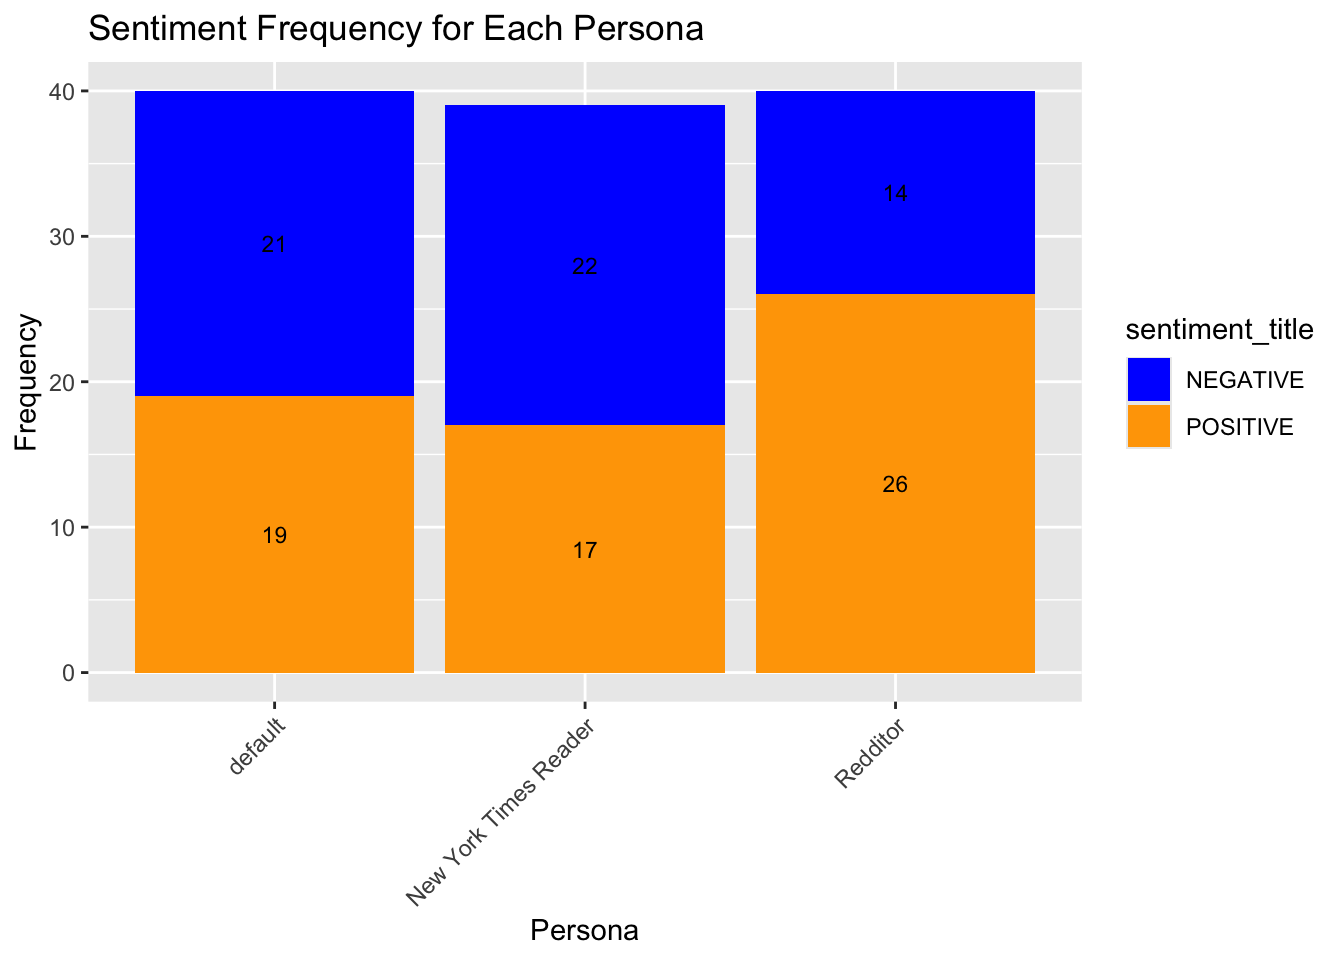 Sentiment Frequency for Each Persona
40
30
20
10
0
Frequency
21
22
14
19
17
26
default
New York Times Reader
Redditor
Persona
sentiment_title
NEGATIVE
POSITIVE